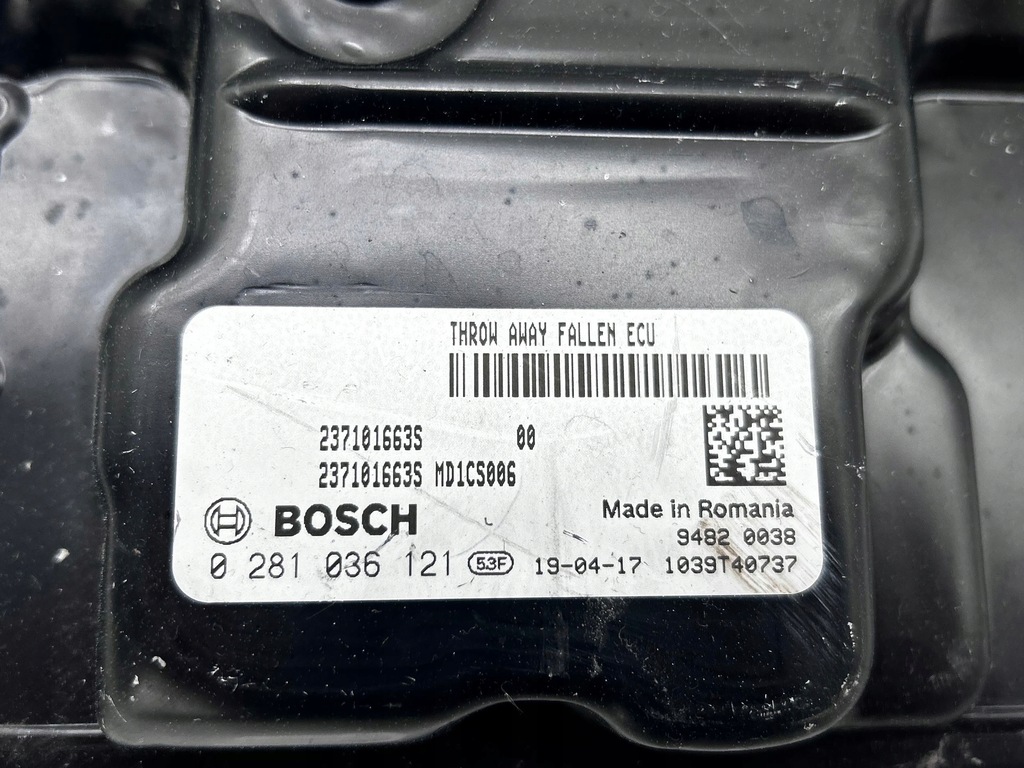 THROW AWAY FALLEN ECU
237101663S 00
237101663S MD1CS006
BOSCH Made in Romania
9482 0038
0 281 036 121 53F 19-04-17 1039T40737